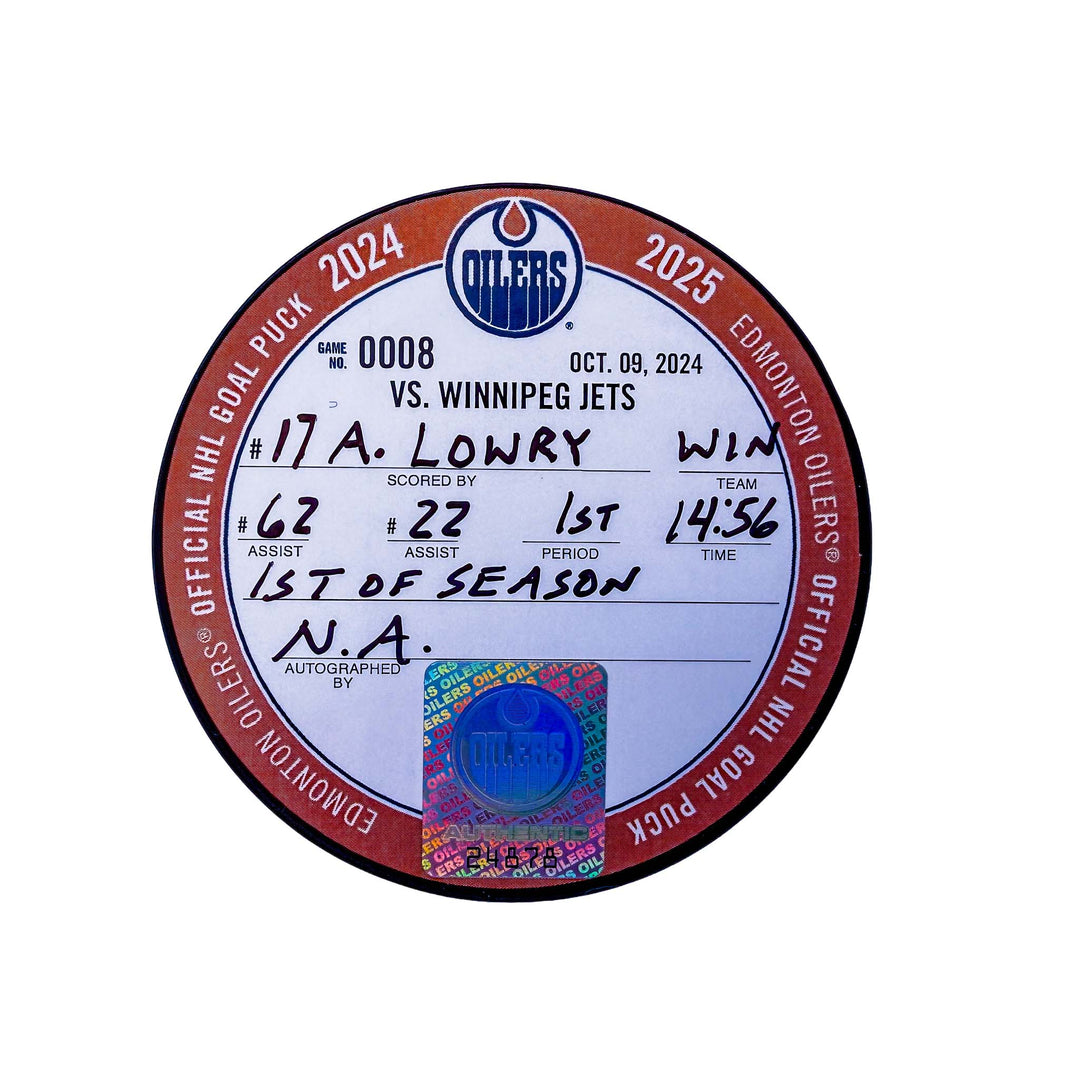 2024
2025
OILERS
®
EDMONTON OILERS® OFFICIAL NHL GOAL PUCK
EDMONTON OILERS® OFFICIAL NHL GOAL PUCK
GAME NO. 0008
OCT. 09, 2024
VS. WINNIPEG JETS
# 17 A. LOWRY WIN
SCORED BY TEAM
# 62 # 22 1ST 14:56
ASSIST ASSIST PERIOD TIME
1ST OF SEASON
N.A.
AUTOGRAPHED
BY
OILERS
AUTHENTIC
24878